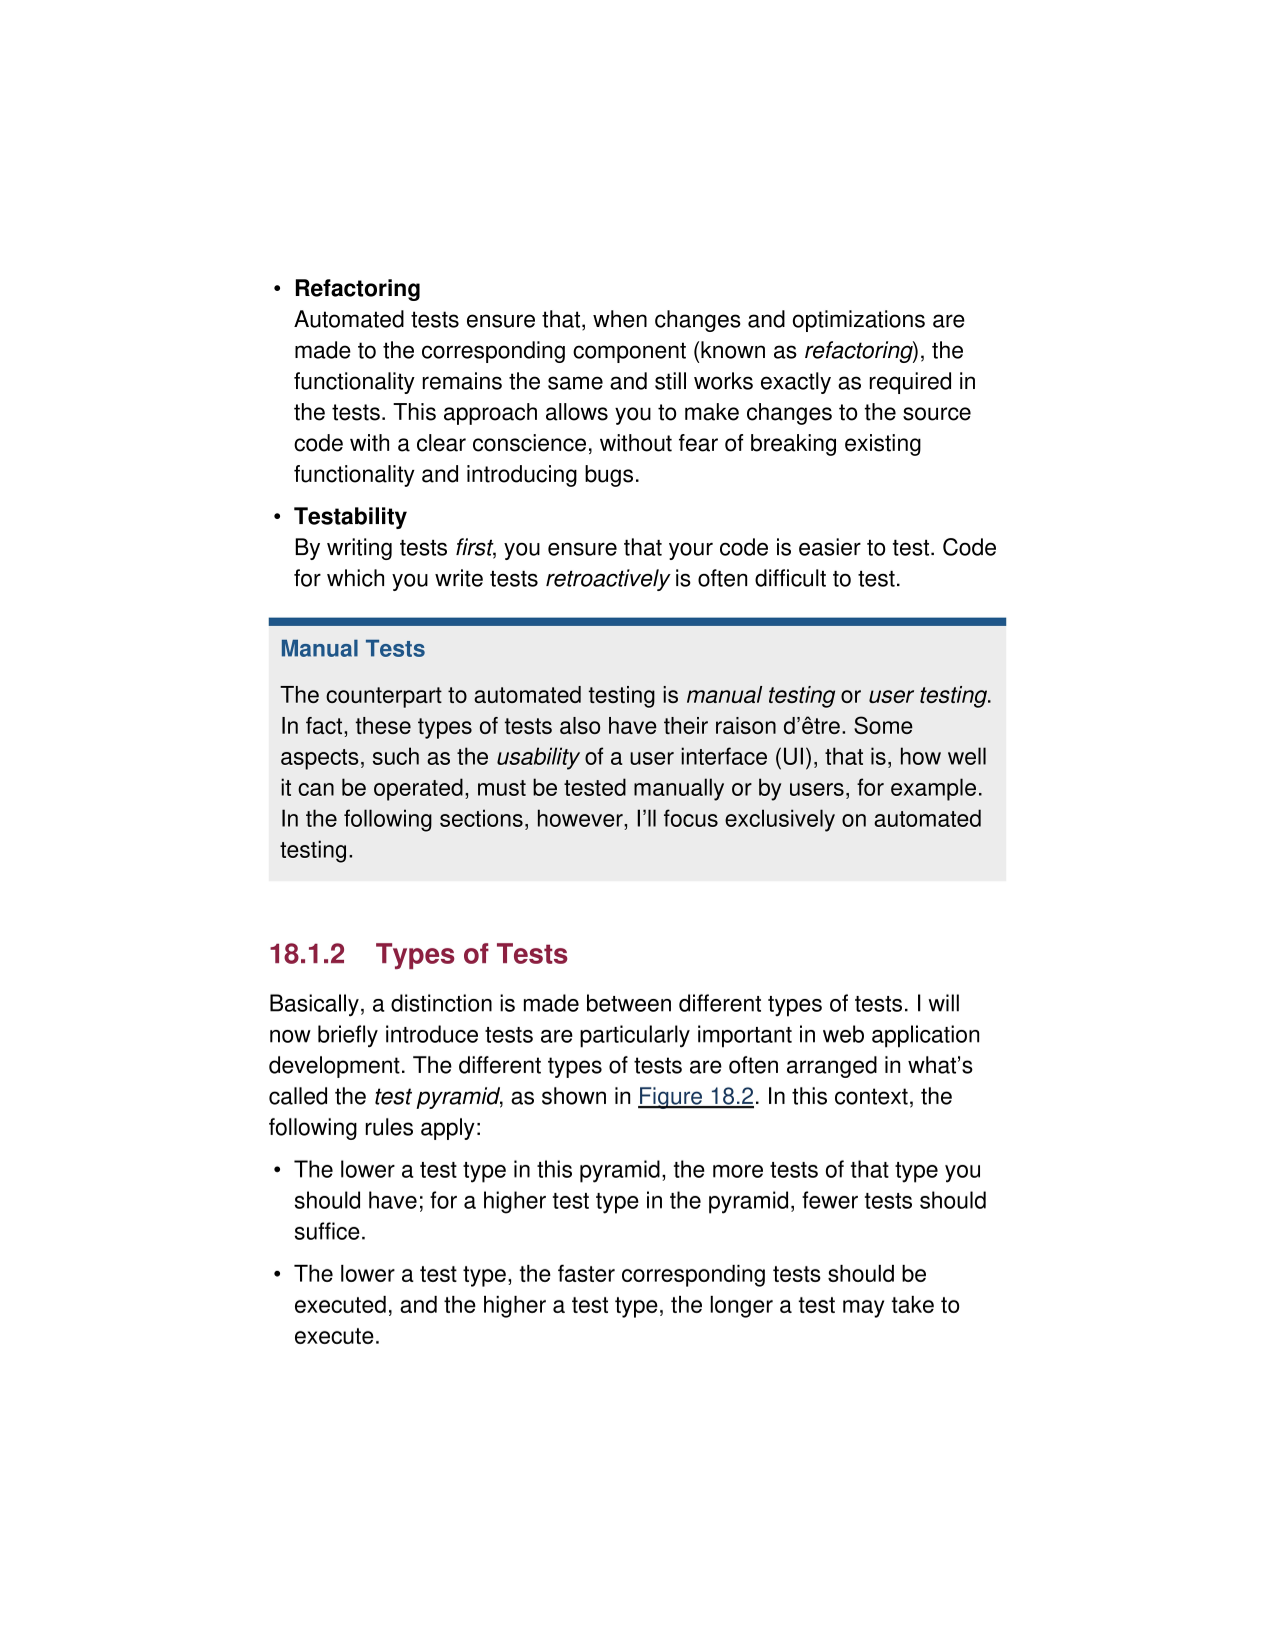 • Refactoring
Automated tests ensure that, when changes and optimizations are
made to the corresponding component (known as refactoring), the
functionality remains the same and still works exactly as required in
the tests. This approach allows you to make changes to the source
code with a clear conscience, without fear of breaking existing
functionality and introducing bugs.
• Testability
By writing tests first, you ensure that your code is easier to test. Code
for which you write tests retroactively is often difficult to test.
Manual Tests
The counterpart to automated testing is manual testing or user testing.
In fact, these types of tests also have their raison d’être. Some
aspects, such as the usability of a user interface (UI), that is, how well
it can be operated, must be tested manually or by users, for example.
In the following sections, however, I’ll focus exclusively on automated
testing.
18.1.2 Types of Tests
Basically, a distinction is made between different types of tests. I will
now briefly introduce tests are particularly important in web application
development. The different types of tests are often arranged in what’s
called the test pyramid, as shown in Figure 18.2. In this context, the
following rules apply:
• The lower a test type in this pyramid, the more tests of that type you
should have; for a higher test type in the pyramid, fewer tests should
suffice.
• The lower a test type, the faster corresponding tests should be
executed, and the higher a test type, the longer a test may take to
execute.